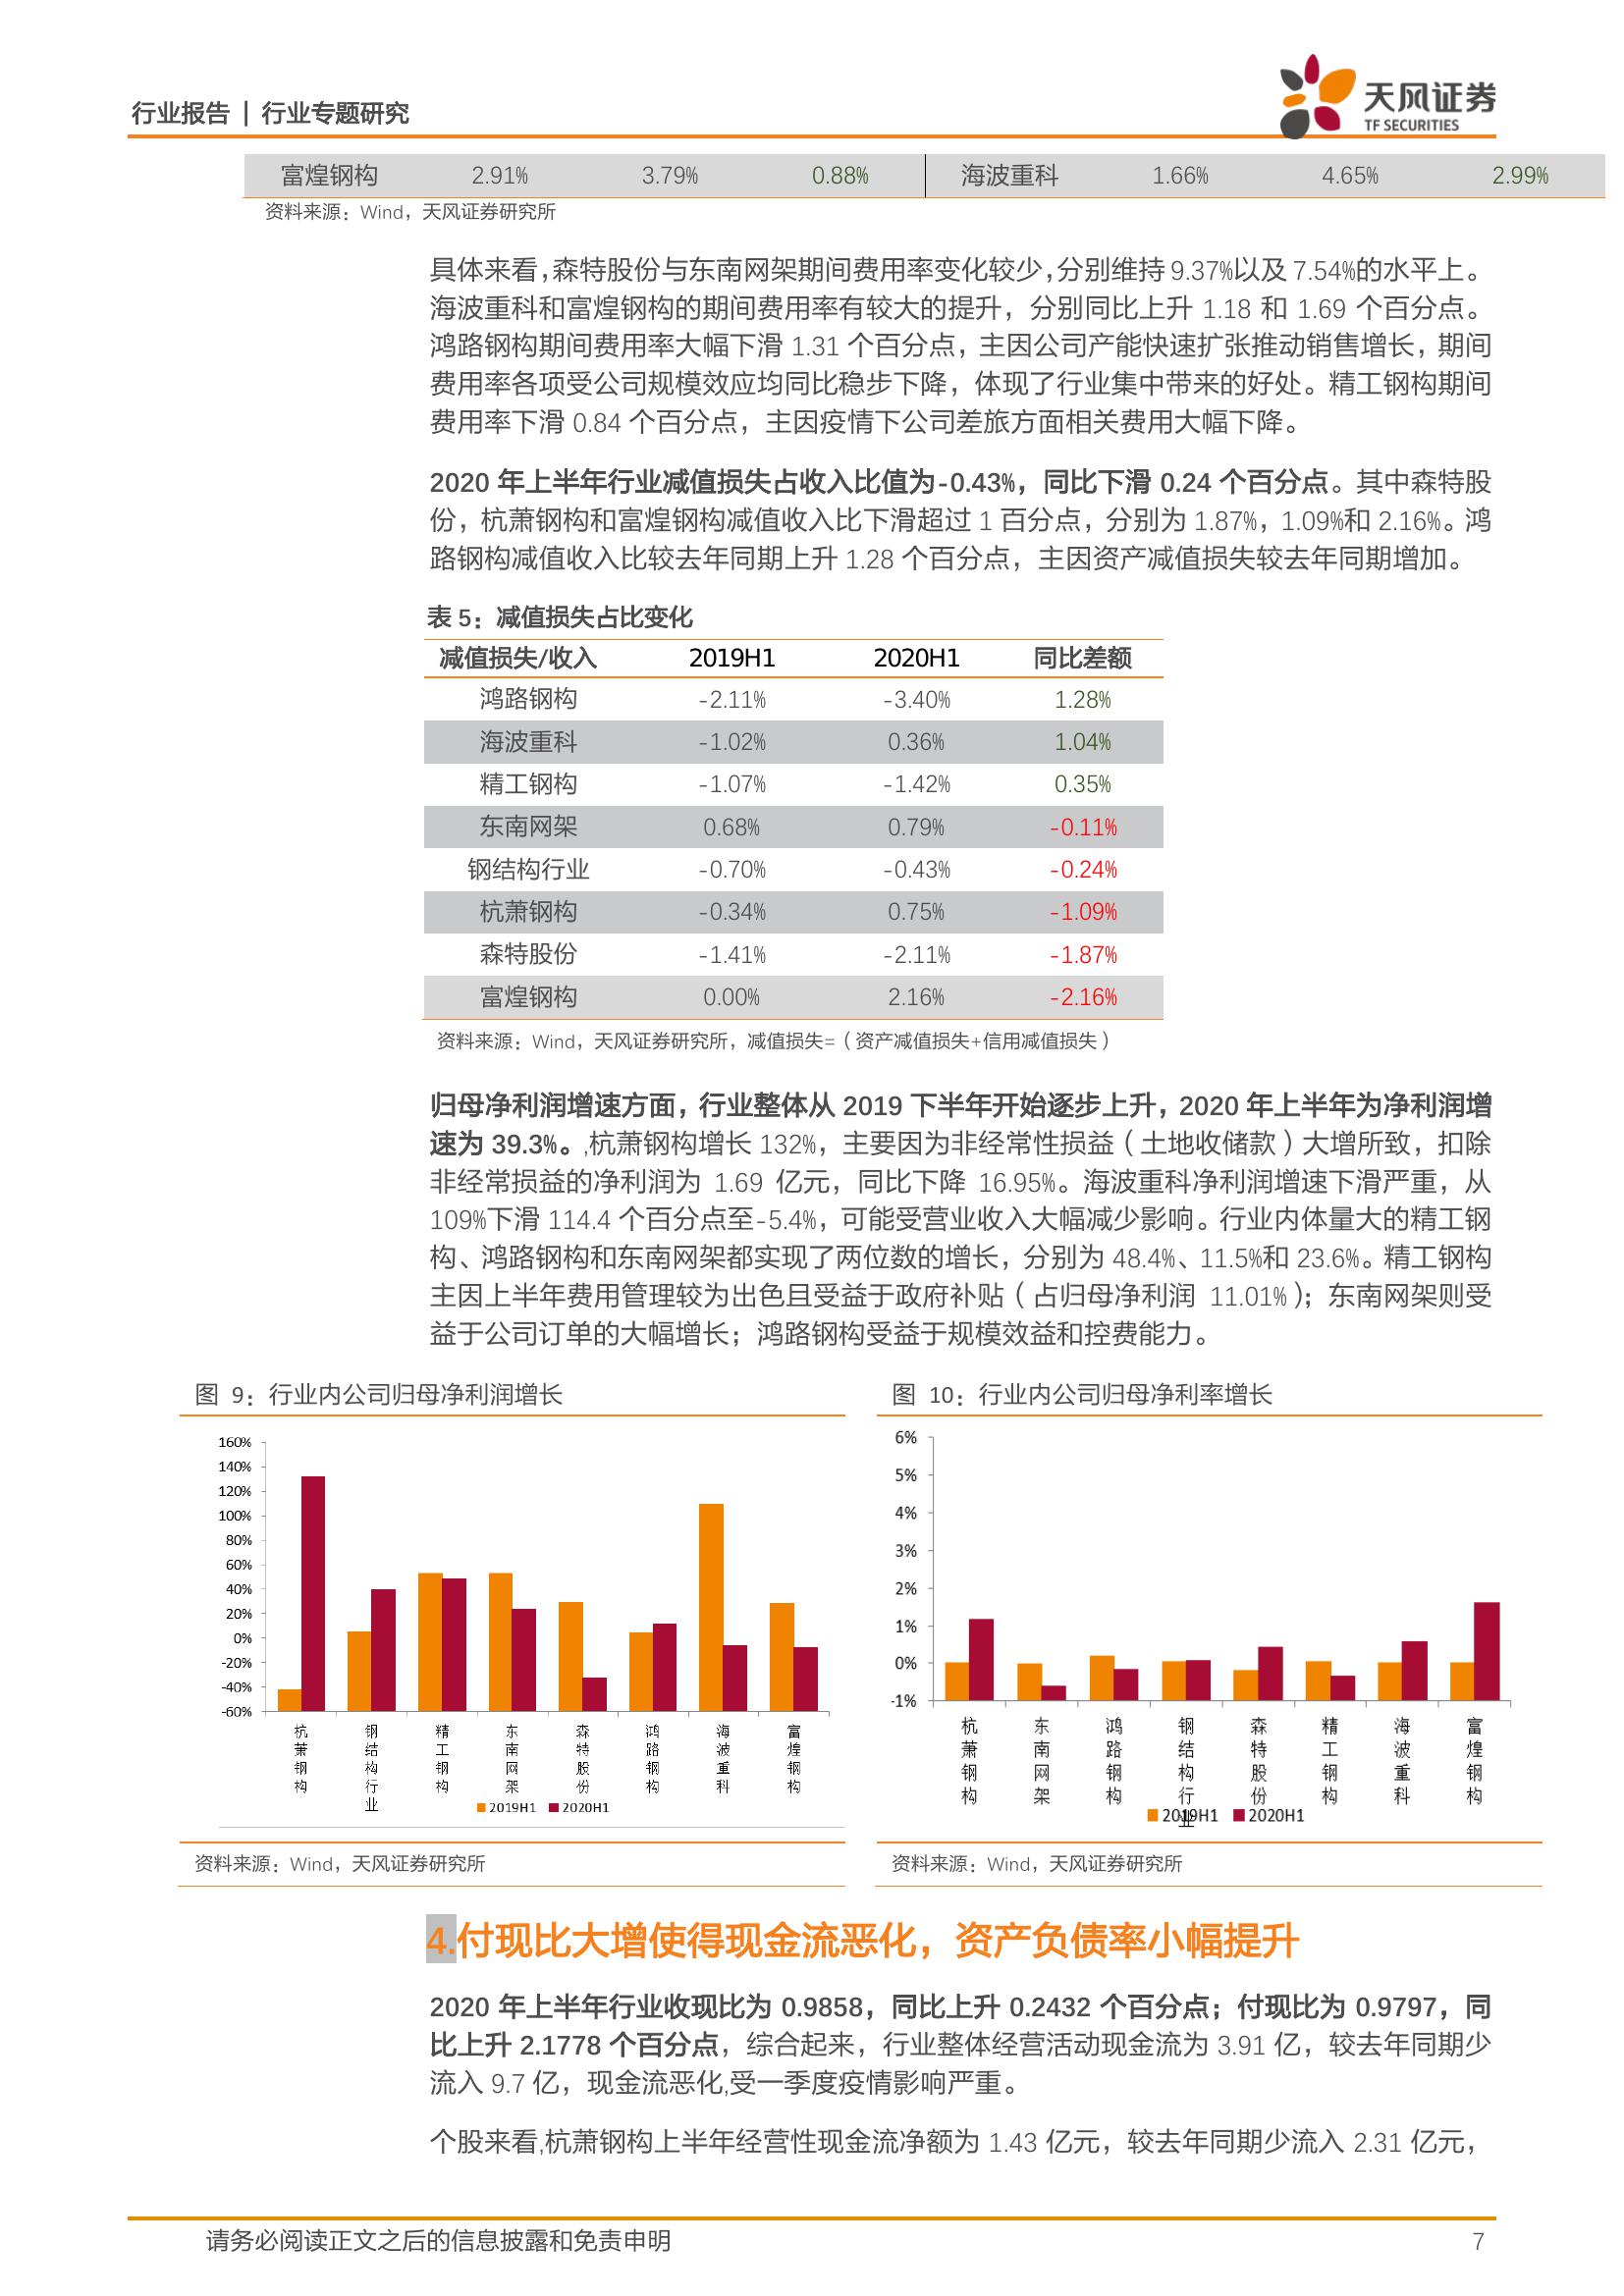 行业报告 | 行业专题研究
天风证券
TF SECURITIES
富煌钢构 2.91% 3.79% 0.88% 海波重科 1.66% 4.65% 2.99%
资料来源：Wind，天风证券研究所
具体来看,森特股份与东南网架期间费用率变化较少,分别维持 9.37%以及 7.54%的水平上。
海波重科和富煌钢构的期间费用率有较大的提升，分别同比上升 1.18 和 1.69 个百分点。
鸿路钢构期间费用率大幅下滑 1.31 个百分点，主因公司产能快速扩张推动销售增长，期间
费用率各项受公司规模效应均同比稳步下降，体现了行业集中带来的好处。精工钢构期间
费用率下滑 0.84 个百分点，主因疫情下公司差旅方面相关费用大幅下降。
2020 年上半年行业减值损失占收入比值为-0.43%，同比下滑 0.24 个百分点。其中森特股
份，杭萧钢构和富煌钢构减值收入比下滑超过 1 百分点，分别为 1.87%，1.09%和 2.16%。鸿
路钢构减值收入比较去年同期上升 1.28 个百分点，主因资产减值损失较去年同期增加。
表 5：减值损失占比变化
减值损失/收入 2019H1 2020H1 同比差额
鸿路钢构 -2.11% -3.40% 1.28%
海波重科 -1.02% 0.36% 1.04%
精工钢构 -1.07% -1.42% 0.35%
东南网架 0.68% 0.79% -0.11%
钢结构行业 -0.70% -0.43% -0.24%
杭萧钢构 -0.34% 0.75% -1.09%
森特股份 -1.41% -2.11% -1.87%
富煌钢构 0.00% 2.16% -2.16%
资料来源：Wind，天风证券研究所，减值损失=（资产减值损失+信用减值损失）
归母净利润增速方面，行业整体从 2019 下半年开始逐步上升，2020 年上半年为净利润增
速为 39.3%。,杭萧钢构增长 132%，主要因为非经常性损益（土地收储款）大增所致，扣除
非经常损益的净利润为 1.69 亿元，同比下降 16.95%。海波重科净利润增速下滑严重，从
109%下滑 114.4 个百分点至-5.4%，可能受营业收入大幅减少影响。行业内体量大的精工钢
构、鸿路钢构和东南网架都实现了两位数的增长，分别为 48.4%、11.5%和 23.6%。精工钢构
主因上半年费用管理较为出色且受益于政府补贴（占归母净利润 11.01%）；东南网架则受
益于公司订单的大幅增长；鸿路钢构受益于规模效益和控费能力。
图 9：行业内公司归母净利润增长
160%
140%
120%
100%
80%
60%
40%
20%
0%
-20%
-40%
-60%
杭萧钢构 钢结构行业 精工钢构 东南网架 森特股份 鸿路钢构 海波重科 富煌钢构
2019H1 2020H1
资料来源：Wind，天风证券研究所
图 10：行业内公司归母净利率增长
6%
5%
4%
3%
2%
1%
0%
-1%
杭萧钢构 东南网架 鸿路钢构 钢结构行业 森特股份 精工钢构 海波重科 富煌钢构
2019H1 2020H1
资料来源：Wind，天风证券研究所
4.付现比大增使得现金流恶化，资产负债率小幅提升
2020 年上半年行业收现比为 0.9858，同比上升 0.2432 个百分点；付现比为 0.9797，同
比上升 2.1778 个百分点，综合起来，行业整体经营活动现金流为 3.91 亿，较去年同期少
流入 9.7 亿，现金流恶化,受一季度疫情影响严重。
个股来看,杭萧钢构上半年经营性现金流净额为 1.43 亿元，较去年同期少流入 2.31 亿元，
请务必阅读正文之后的信息披露和免责申明 7